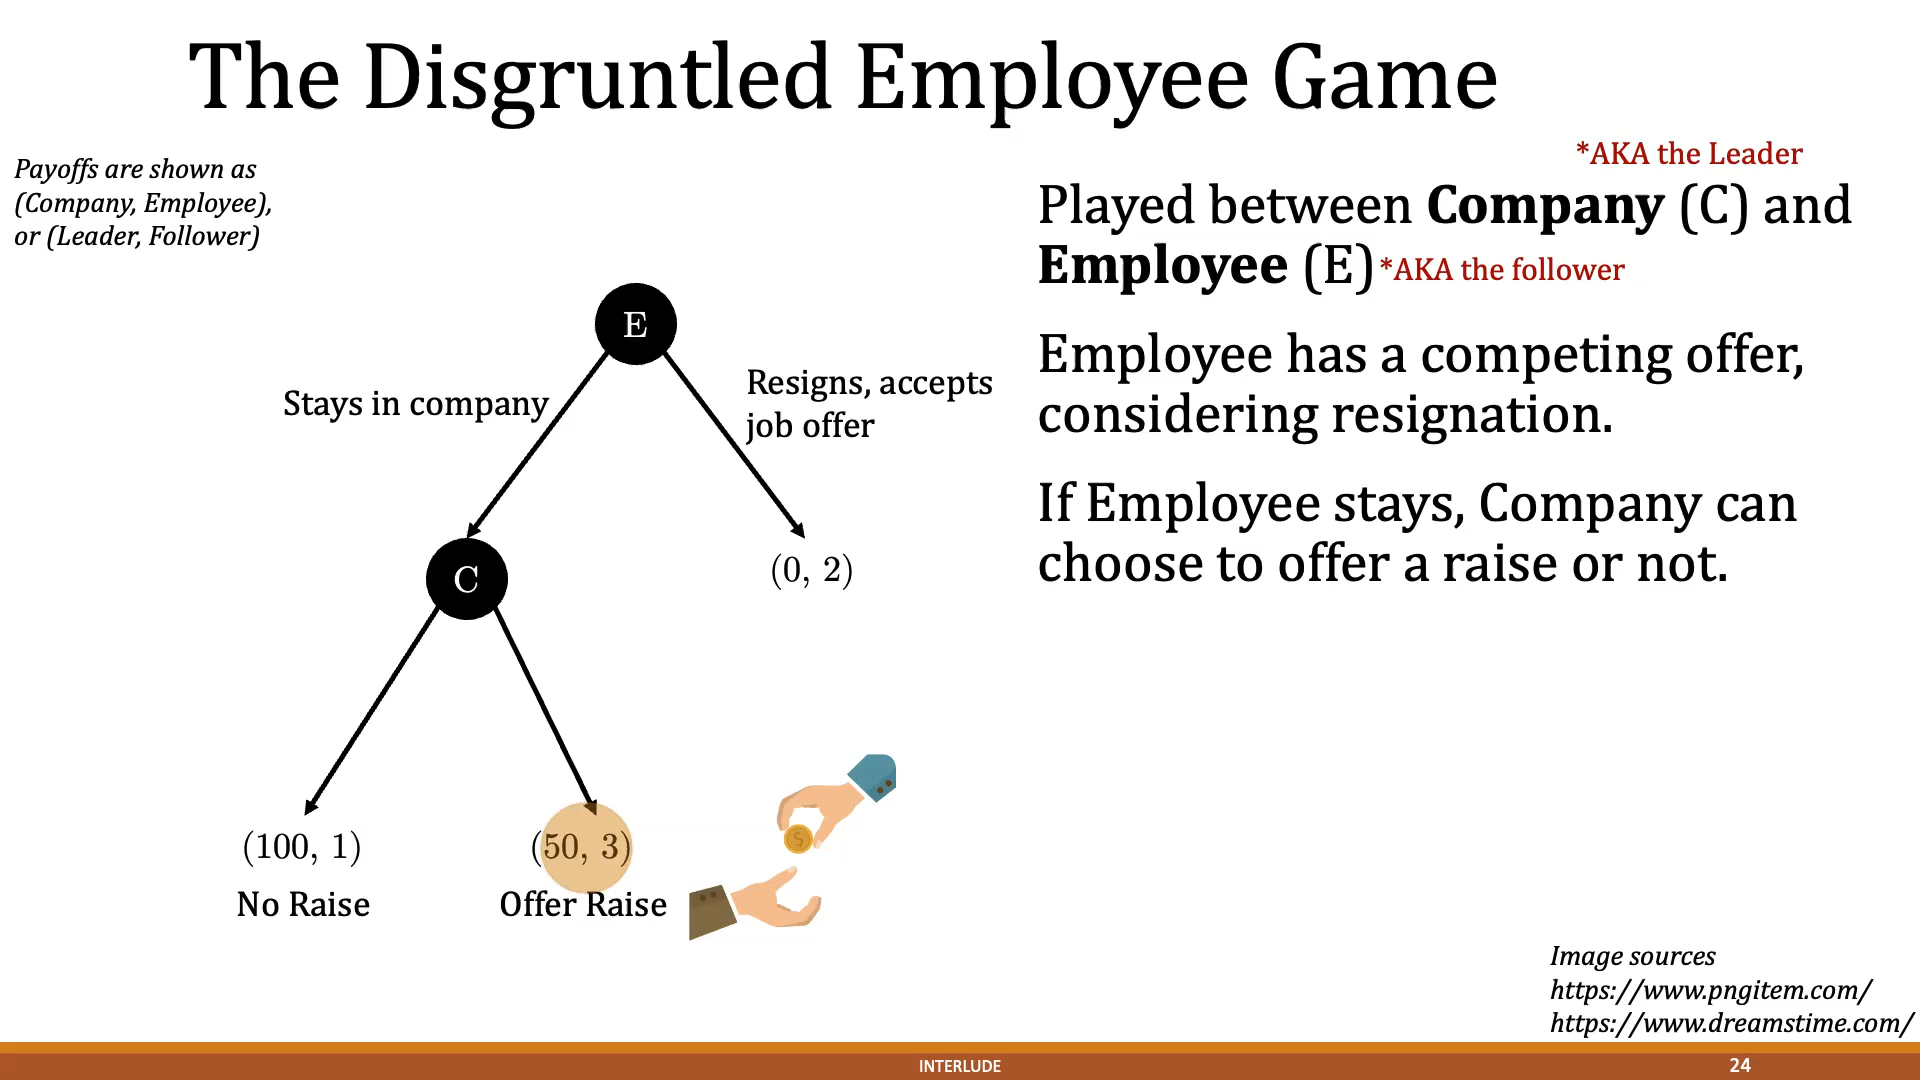 The Disgruntled Employee Game
Payoffs are shown as
(Company, Employee),
or (Leader, Follower)
*AKA the Leader
Played between Company (C) and
Employee (E) *AKA the follower
Employee has a competing offer,
considering resignation.
If Employee stays, Company can
choose to offer a raise or not.
E
Stays in company
Resigns, accepts
job offer
C
(0, 2)
(100, 1)
No Raise
(50, 3)
Offer Raise
$
Image sources
https://www.pngitem.com/
https://www.dreamstime.com/
INTERLUDE
24